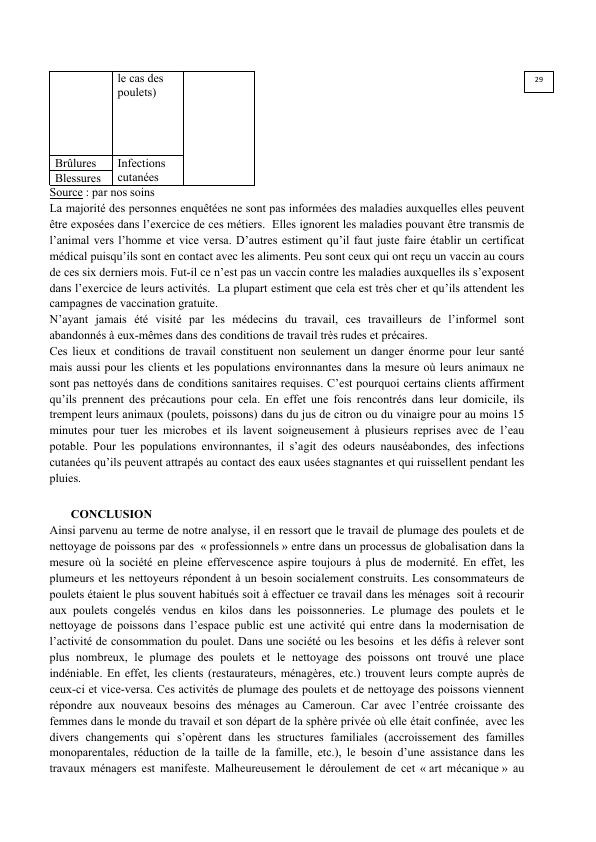 29
le cas des
poulets)
Brûlures
Infections
cutanées
Blessures
Source : par nos soins
La majorité des personnes enquêtées ne sont pas informées des maladies auxquelles elles peuvent
être exposées dans l’exercice de ces métiers.  Elles ignorent les maladies pouvant être transmis de
l’animal vers l’homme et vice versa. D’autres estiment qu’il faut juste faire établir un certificat
médical puisqu’ils sont en contact avec les aliments. Peu sont ceux qui ont reçu un vaccin au cours
de ces six derniers mois. Fut-il ce n’est pas un vaccin contre les maladies auxquelles ils s’exposent
dans l’exercice de leurs activités.  La plupart estiment que cela est très cher et qu’ils attendent les
campagnes de vaccination gratuite.
N’ayant jamais été visité par les médecins du travail, ces travailleurs de l’informel sont
abandonnés à eux-mêmes dans des conditions de travail très rudes et précaires.
Ces lieux et conditions de travail constituent non seulement un danger énorme pour leur santé
mais aussi pour les clients et les populations environnantes dans la mesure où leurs animaux ne
sont pas nettoyés dans de conditions sanitaires requises. C’est pourquoi certains clients affirment
qu’ils prennent des précautions pour cela. En effet une fois rencontrés dans leur domicile, ils
trempent leurs animaux (poulets, poissons) dans du jus de citron ou du vinaigre pour au moins 15
minutes pour tuer les microbes et ils lavent soigneusement à plusieurs reprises avec de l’eau
potable. Pour les populations environnantes, il s’agit des odeurs nauséabondes, des infections
cutanées qu’ils peuvent attrapés au contact des eaux usées stagnantes et qui ruissellent pendant les
pluies.
CONCLUSION
Ainsi parvenu au terme de notre analyse, il en ressort que le travail de plumage des poulets et de
nettoyage de poissons par des  « professionnels » entre dans un processus de globalisation dans la
mesure où la société en pleine effervescence aspire toujours à plus de modernité. En effet, les
plumeurs et les nettoyeurs répondent à un besoin socialement construits. Les consommateurs de
poulets étaient le plus souvent habitués soit à effectuer ce travail dans les ménages  soit à recourir
aux poulets congelés vendus en kilos dans les poissonneries. Le plumage des poulets et le
nettoyage de poissons dans l’espace public est une activité qui entre dans la modernisation de
l’activité de consommation du poulet. Dans une société ou les besoins  et les défis à relever sont
plus nombreux, le plumage des poulets et le nettoyage des poissons ont trouvé une place
indéniable. En effet, les clients (restaurateurs, ménagères, etc.) trouvent leurs compte auprès de
ceux-ci et vice-versa. Ces activités de plumage des poulets et de nettoyage des poissons viennent
répondre aux nouveaux besoins des ménages au Cameroun. Car avec l’entrée croissante des
femmes dans le monde du travail et son départ de la sphère privée où elle était confinée,  avec les
divers changements qui s’opèrent dans les structures familiales (accroissement des familles
monoparentales, réduction de la taille de la famille, etc.), le besoin d’une assistance dans les
travaux ménagers est manifeste. Malheureusement le déroulement de cet « art mécanique » au